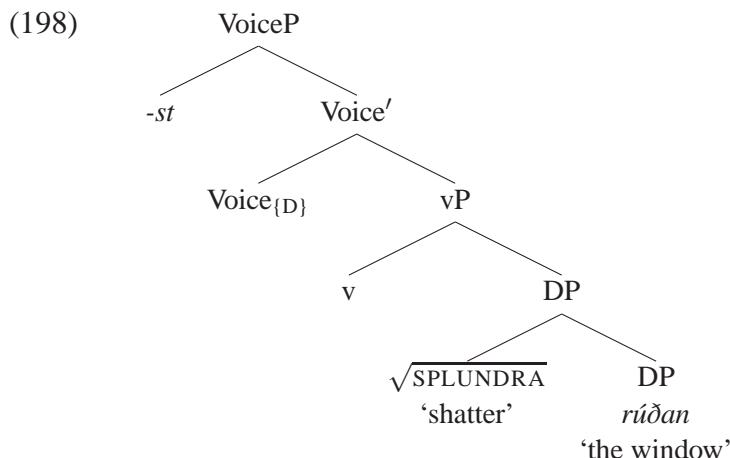 (198) VoiceP
-st Voice′
Voice{D} vP
v DP
√SPLUNDRA DP
‘shatter’ rúðan
‘the window’